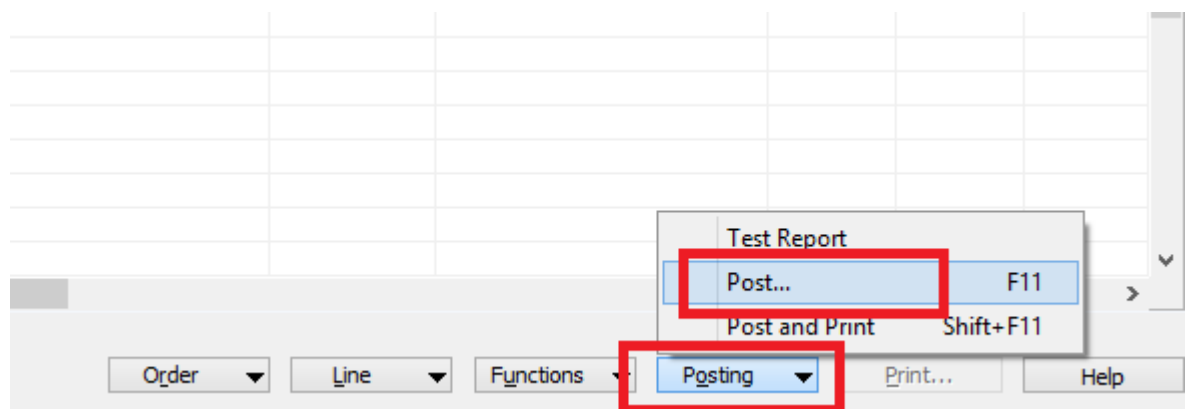 Test Report
Post... F11
Post and Print Shift+F11
Order Line Functions Posting Print... Help